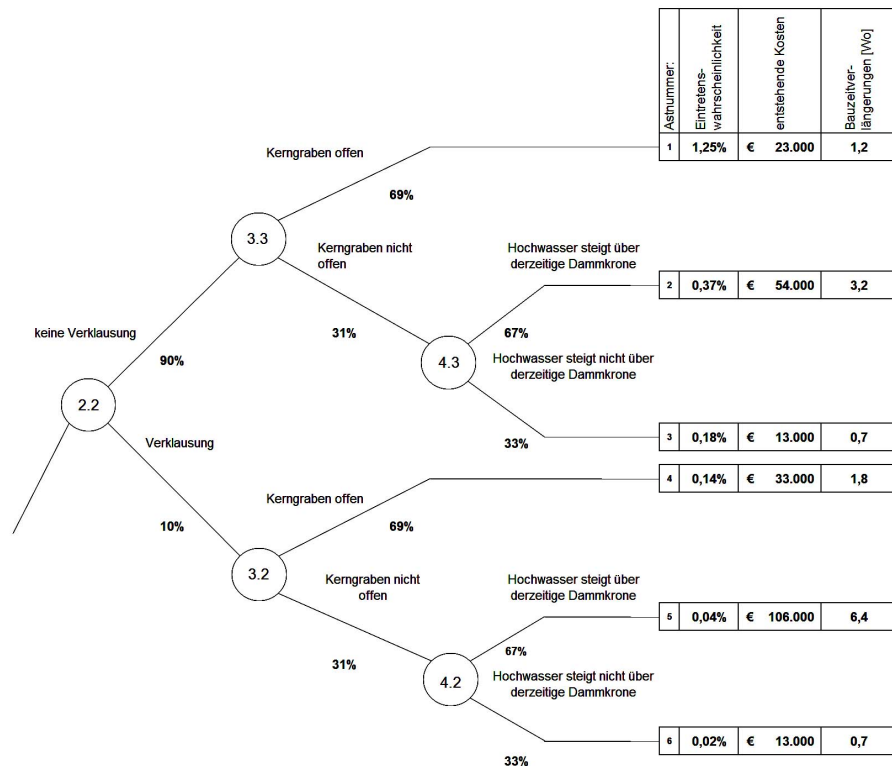 Astnummer:
Eintretens-
wahrscheinlichkeit
entstehende Kosten
Bauzeitver-
längerungen [Wo]
Kerngraben offen
69%
1 1,25% € 23.000 1,2
3.3
Kerngraben nicht
offen
31%
Hochwasser steigt über
derzeitige Dammkrone
67%
2 0,37% € 54.000 3,2
keine Verklausung
90%
4.3
Hochwasser steigt nicht über
derzeitige Dammkrone
33%
3 0,18% € 13.000 0,7
2.2
Verklausung
10%
Kerngraben offen
69%
4 0,14% € 33.000 1,8
3.2
Kerngraben nicht
offen
31%
Hochwasser steigt über
derzeitige Dammkrone
67%
5 0,04% € 106.000 6,4
4.2
Hochwasser steigt nicht über
derzeitige Dammkrone
33%
6 0,02% € 13.000 0,7